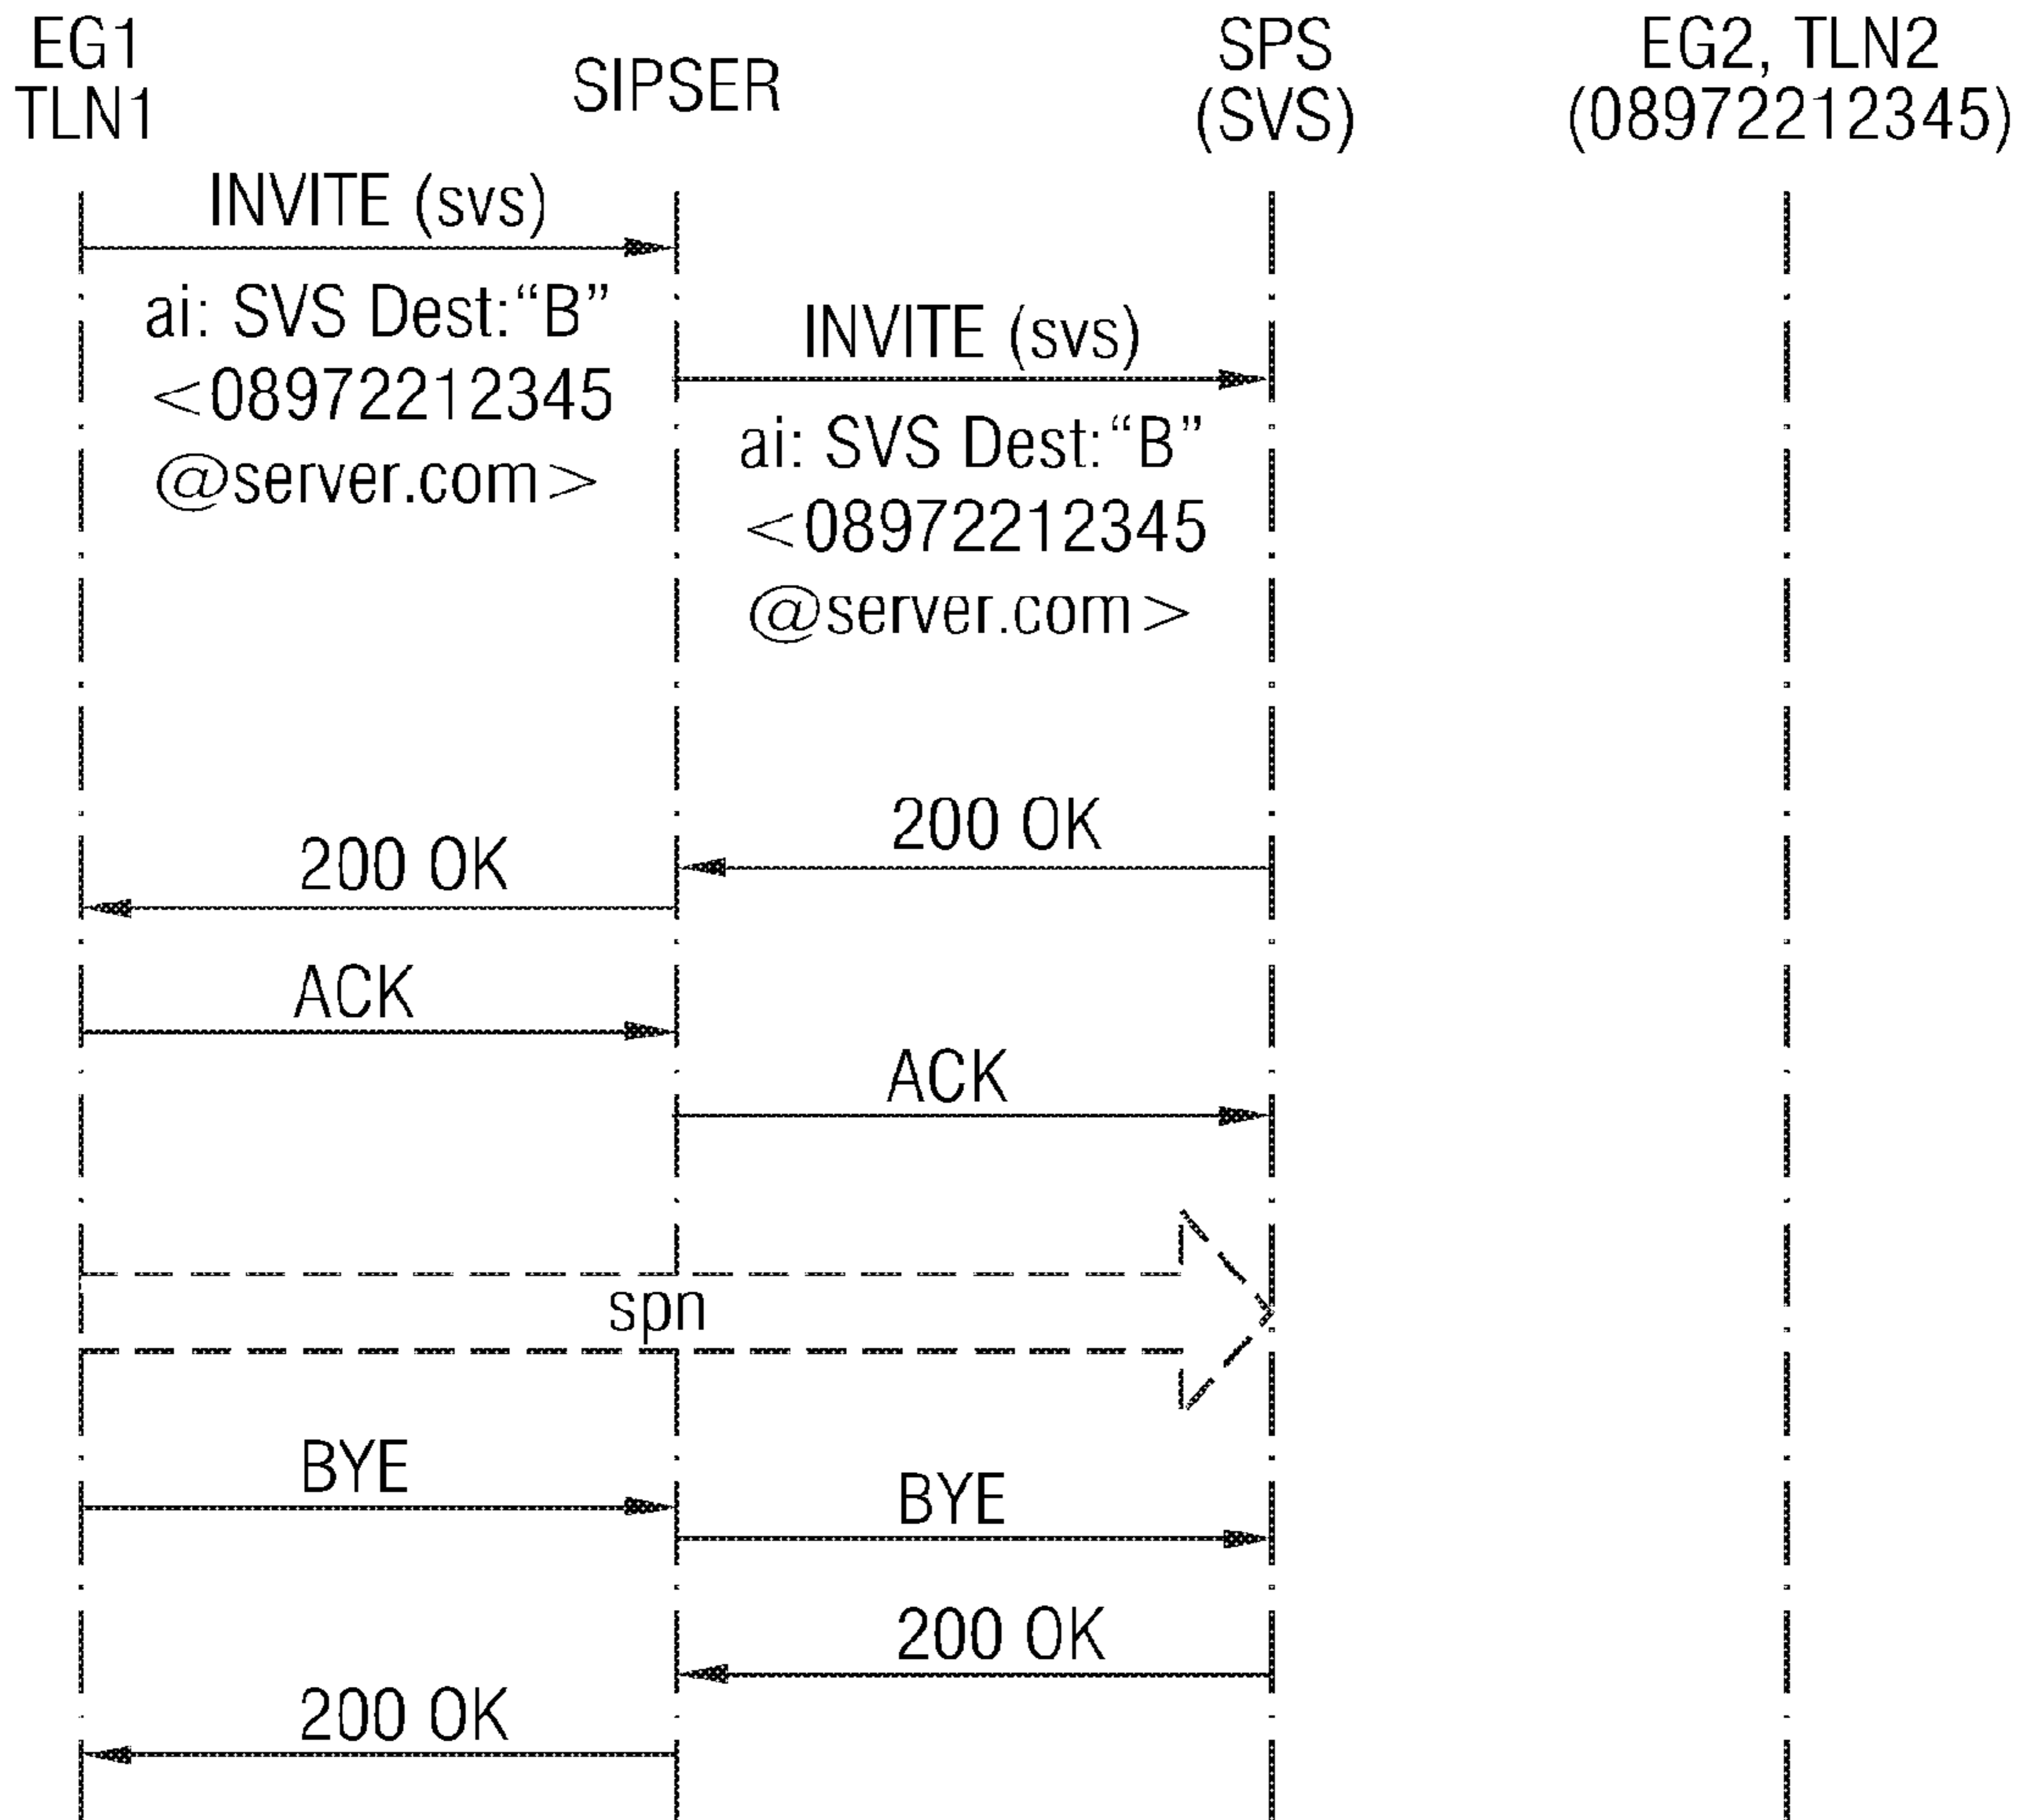 EG1
TLN1
SIPSER
SPS
(SVS)
EG2, TLN2
(08972212345)
INVITE (svs)
ai: SVS Dest:“B”
<08972212345
@server.com>
INVITE (svs)
ai: SVS Dest:“B”
<08972212345
@server.com>
200 OK
200 OK
ACK
ACK
spn
BYE
BYE
200 OK
200 OK